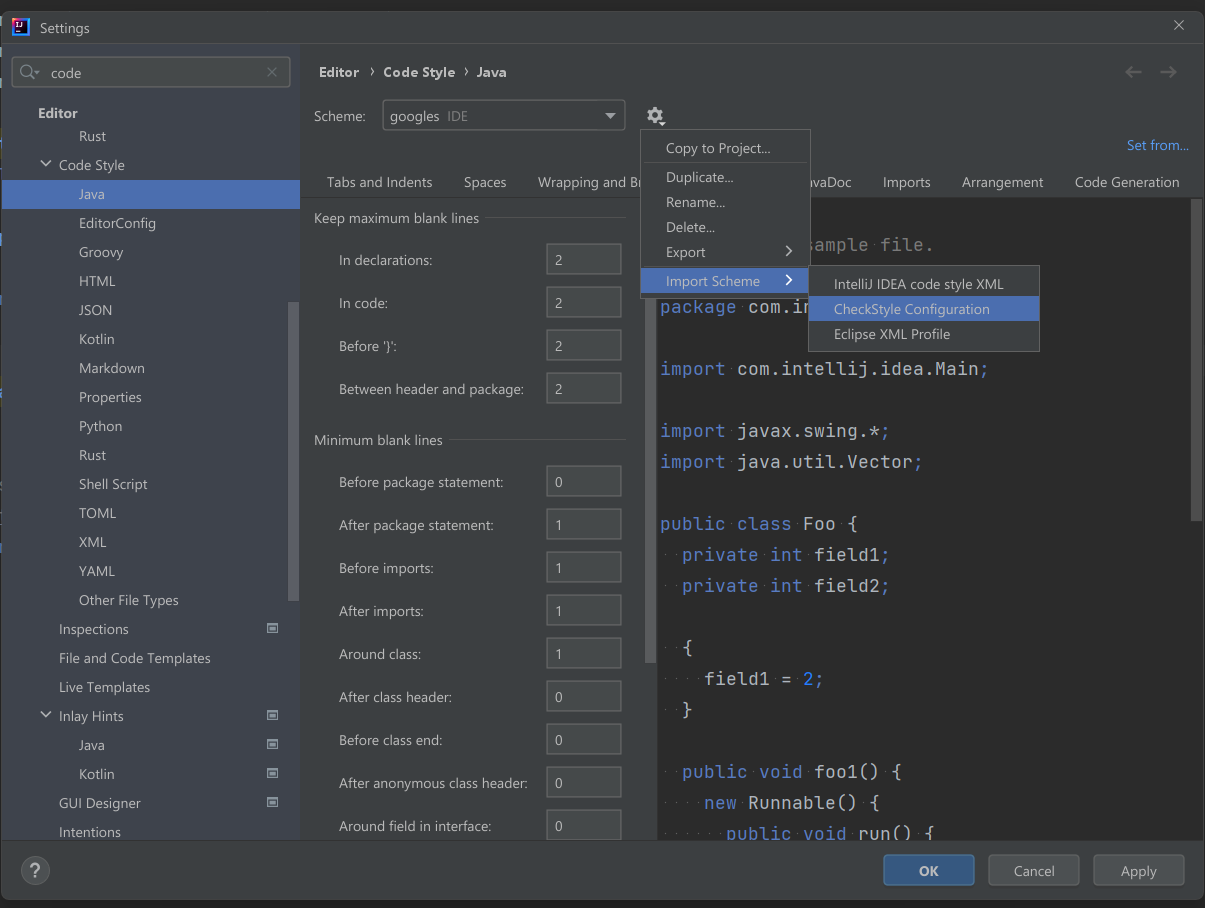 Settings
code
Editor
Rust
Code Style
Java
EditorConfig
Groovy
HTML
JSON
Kotlin
Markdown
Properties
Python
Rust
Shell Script
TOML
XML
YAML
Other File Types
Inspections
File and Code Templates
Live Templates
Inlay Hints
Java
Kotlin
GUI Designer
Intentions
Editor › Code Style › Java
Scheme: googles IDE
Set from...
Tabs and Indents Spaces Wrapping and Br avaDoc Imports Arrangement Code Generation
Copy to Project...
Duplicate...
Rename...
Delete...
Export
Import Scheme
IntelliJ IDEA code style XML
CheckStyle Configuration
Eclipse XML Profile
Keep maximum blank lines
In declarations: 2
In code: 2
Before '}': 2
Between header and package: 2
Minimum blank lines
Before package statement: 0
After package statement: 1
Before imports: 1
After imports: 1
Around class: 1
After class header: 0
Before class end: 0
After anonymous class header: 0
Around field in interface: 0
sample file.
package com.in
import com.intellij.idea.Main;
import javax.swing.*;
import java.util.Vector;
public class Foo {
private int field1;
private int field2;
{
field1 = 2;
}
public void foo1() {
new Runnable() {
public void run() {
?
OK Cancel Apply